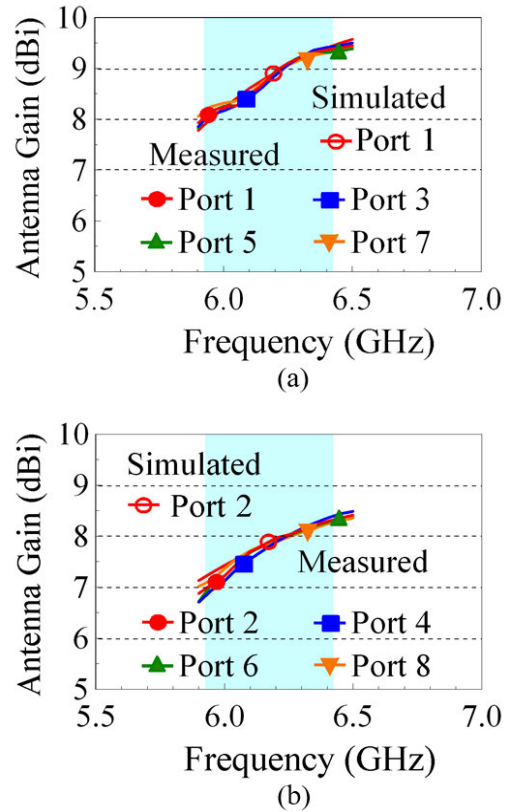 Antenna Gain (dBi)
10
9
8
7
6
5
Simulated
Port 1
Measured
Port 1
Port 3
Port 5
Port 7
5.5
6.0
6.5
7.0
Frequency (GHz)
(a)
Antenna Gain (dBi)
10
9
8
7
6
5
Simulated
Port 2
Measured
Port 2
Port 4
Port 6
Port 8
5.5
6.0
6.5
7.0
Frequency (GHz)
(b)